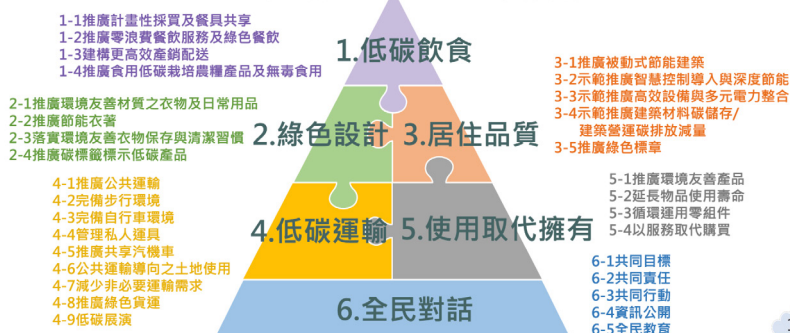 1-1推廣計畫性採買及餐具共享
1-2推廣零浪費餐飲服務及綠色餐飲
1-3建構更高效產銷配送
1-4推廣食用低碳栽培農糧產品及無毒食用
1.低碳飲食
2-1推廣環境友善材質之衣物及日常用品
2-2推廣節能衣著
2-3落實環境友善衣物保存與清潔習慣
2-4推廣碳標籤標示低碳產品
2.綠色設計
3.居住品質
3-1推廣被動式節能建築
3-2示範推廣智慧控制導入與深度節能
3-3示範推廣高效設備與多元電力整合
3-4示範推廣建築材料碳儲存/
建築營運碳排放減量
3-5推廣綠色標章
4-1推廣公共運輸
4-2完備步行環境
4-3完備自行車環境
4-4管理私人運具
4-5推廣共享汽機車
4-6公共運輸導向之土地使用
4-7減少非必要運輸需求
4-8推廣綠色貨運
4-9低碳展演
4.低碳運輸
5.使用取代擁有
5-1推廣環境友善產品
5-2延長物品使用壽命
5-3循環運用零組件
5-4以服務取代購買
6.全民對話
6-1共同目標
6-2共同責任
6-3共同行動
6-4資訊公開
6-5全民教育